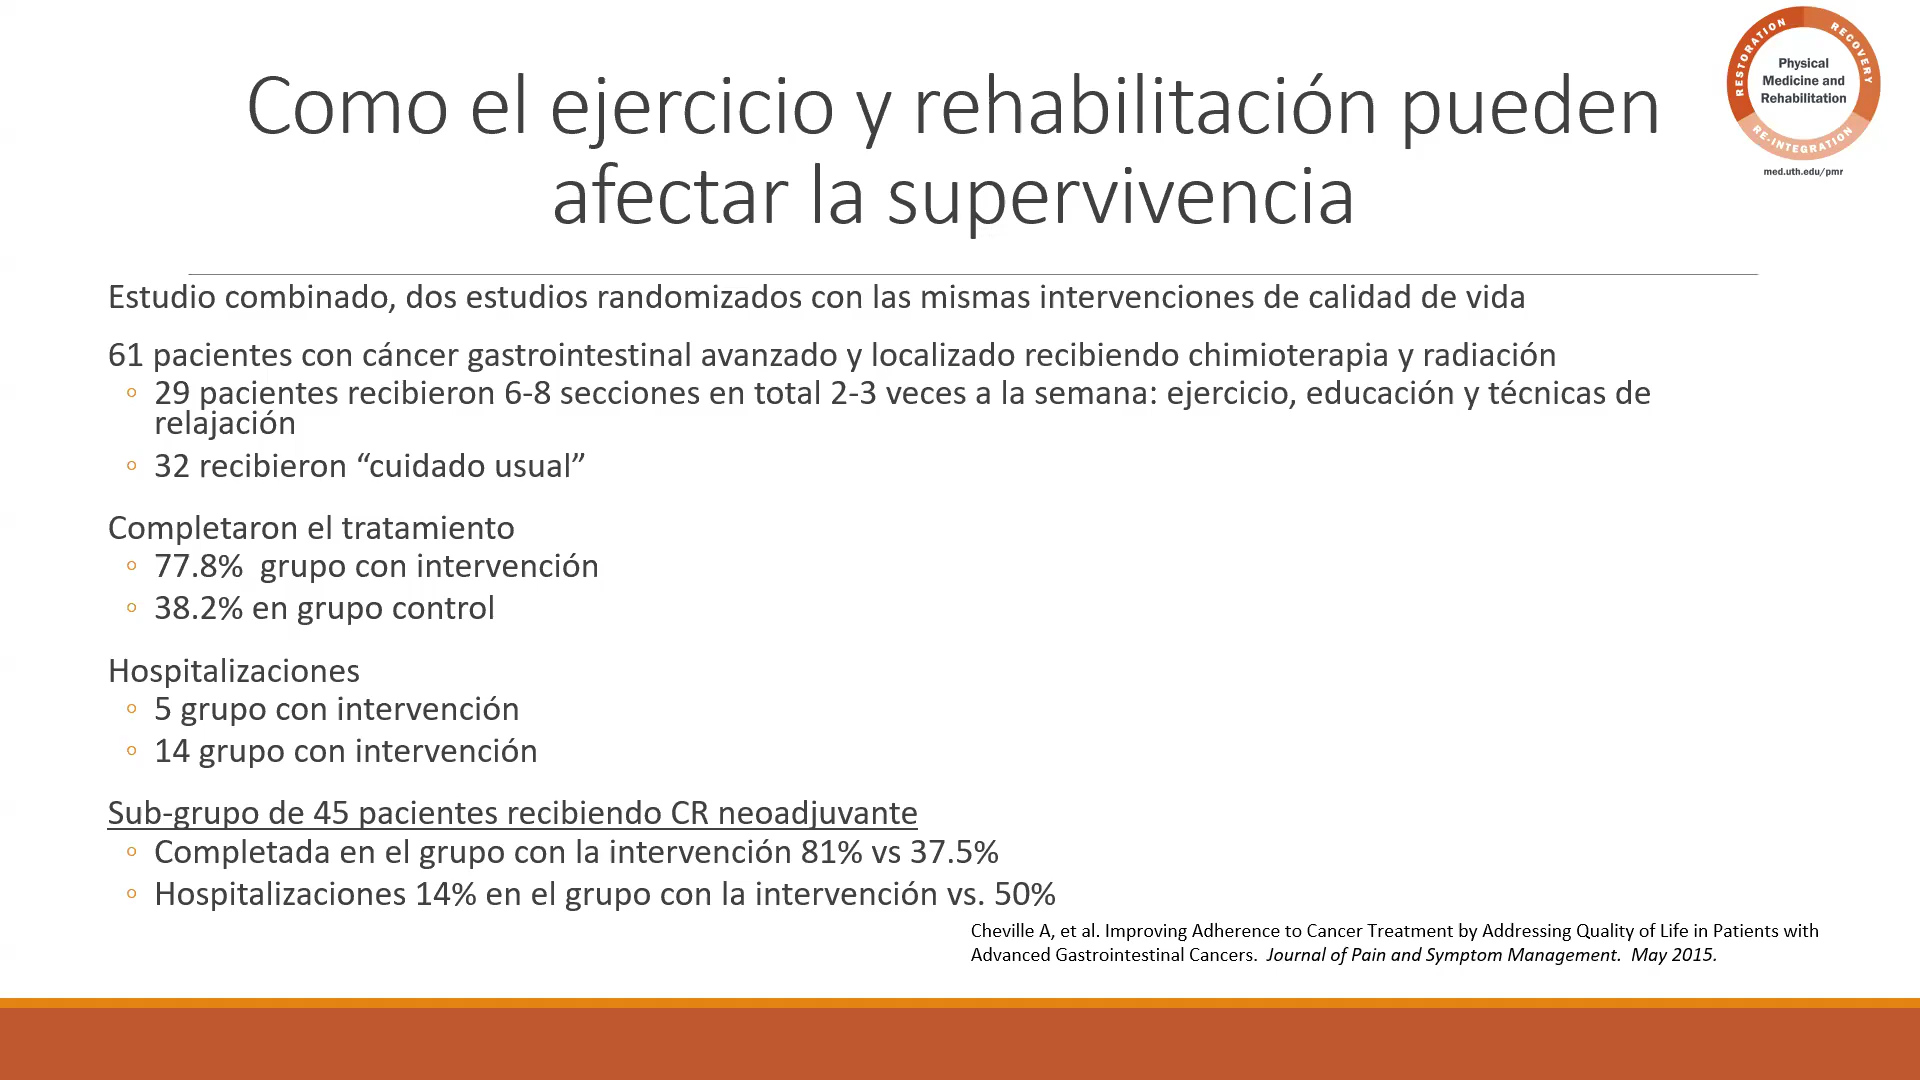 Como el ejercicio y rehabilitación pueden
afectar la supervivencia
RESTORATION
RECOVERY
RE-INTEGRATION
Physical
Medicine and
Rehabilitation
med.uth.edu/pmr
Estudio combinado, dos estudios randomizados con las mismas intervenciones de calidad de vida
61 pacientes con cáncer gastrointestinal avanzado y localizado recibiendo chimioterapia y radiación
◦ 29 pacientes recibieron 6-8 secciones en total 2-3 veces a la semana: ejercicio, educación y técnicas de
relajación
◦ 32 recibieron “cuidado usual”
Completaron el tratamiento
◦ 77.8% grupo con intervención
◦ 38.2% en grupo control
Hospitalizaciones
◦ 5 grupo con intervención
◦ 14 grupo con intervención
Sub-grupo de 45 pacientes recibiendo CR neoadjuvante
◦ Completada en el grupo con la intervención 81% vs 37.5%
◦ Hospitalizaciones 14% en el grupo con la intervención vs. 50%
Cheville A, et al. Improving Adherence to Cancer Treatment by Addressing Quality of Life in Patients with
Advanced Gastrointestinal Cancers. Journal of Pain and Symptom Management. May 2015.